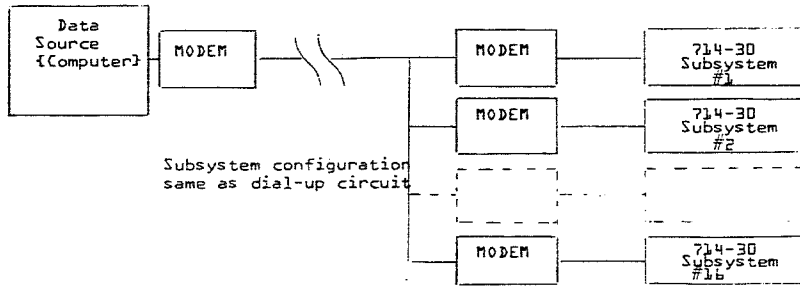 Data
Source
{Computer}
MODEM
MODEM
714-30
Subsystem
#1
MODEM
714-30
Subsystem
#2
Subsystem configuration
same as dial-up circuit
MODEM
714-30
Subsystem
#16